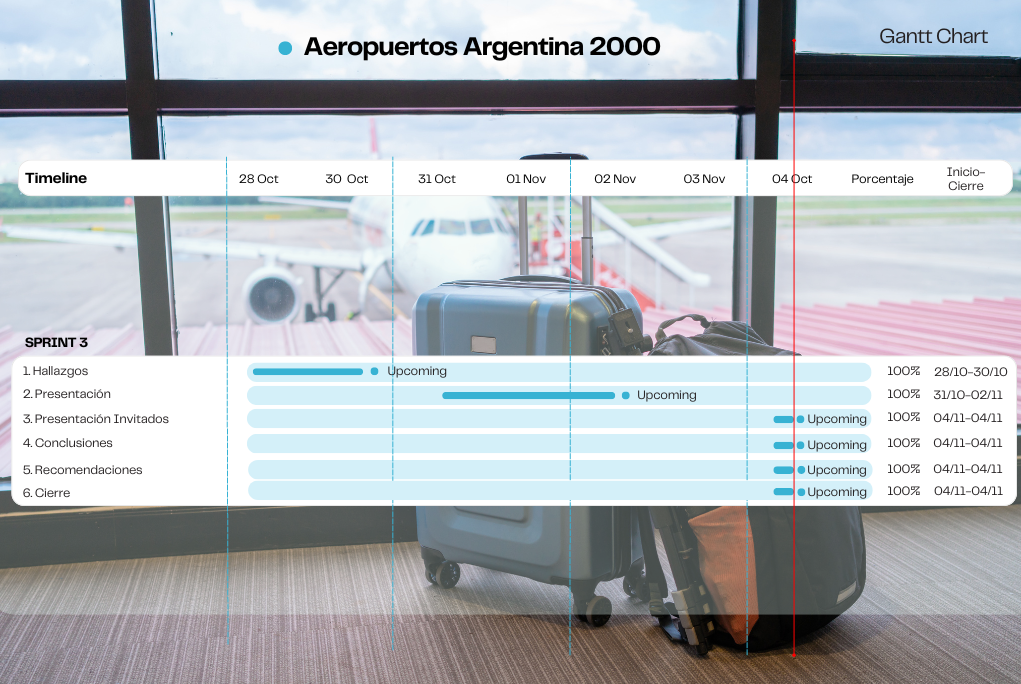 Aeropuertos Argentina 2000
Gantt Chart
Timeline 28 Oct 30 Oct 31 Oct 01 Nov 02 Nov 03 Nov 04 Oct Porcentaje Inicio-
Cierre
SPRINT 3
1. Hallazgos Upcoming 100% 28/10-30/10
2. Presentación Upcoming 100% 31/10-02/11
3. Presentación Invitados Upcoming 100% 04/11-04/11
4. Conclusiones Upcoming 100% 04/11-04/11
5. Recomendaciones Upcoming 100% 04/11-04/11
6. Cierre Upcoming 100% 04/11-04/11